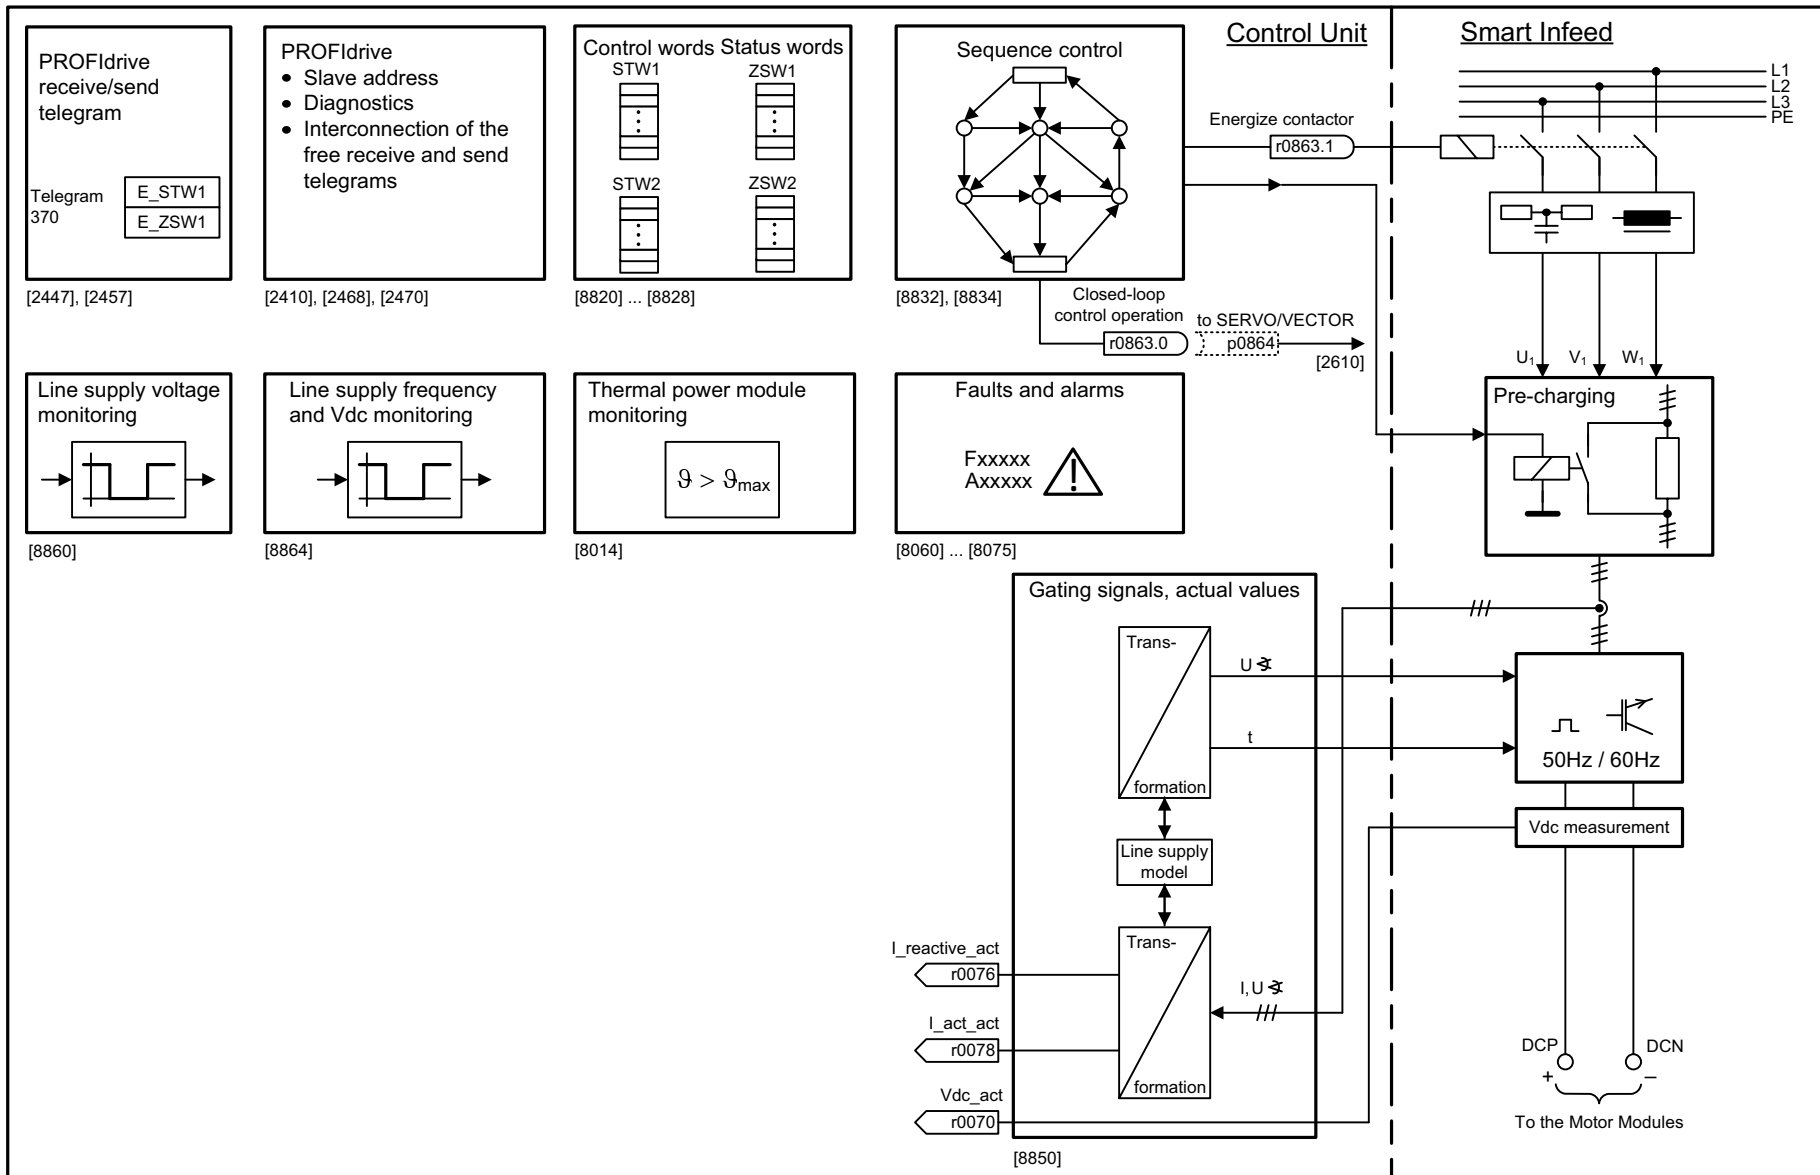 PROFIdrive
receive/send
telegram
Telegram
370
E_STW1
E_ZSW1
[2447], [2457]
PROFIdrive
• Slave address
• Diagnostics
• Interconnection of the
free receive and send
telegrams
[2410], [2468], [2470]
Control words Status words
STW1 ZSW1
STW2 ZSW2
[8820] ... [8828]
Sequence control
[8832], [8834]
Control Unit
Smart Infeed
L1
L2
L3
PE
Energize contactor
r0863.1
Closed-loop
control operation
r0863.0
to SERVO/VECTOR
p0864
[2610]
U1 V1 W1
Pre-charging
Line supply voltage
monitoring
[8860]
Line supply frequency
and Vdc monitoring
[8864]
Thermal power module
monitoring
ϑ > ϑmax
[8014]
Faults and alarms
Fxxxxx
Axxxxx
!
[8060] ... [8075]
Gating signals, actual values
Trans-
formation
U ∢
t
50Hz / 60Hz
Vdc measurement
Line supply
model
Trans-
formation
I,U ∢
I_reactive_act
r0076
I_act_act
r0078
Vdc_act
r0070
[8850]
DCP DCN
+ −
To the Motor Modules